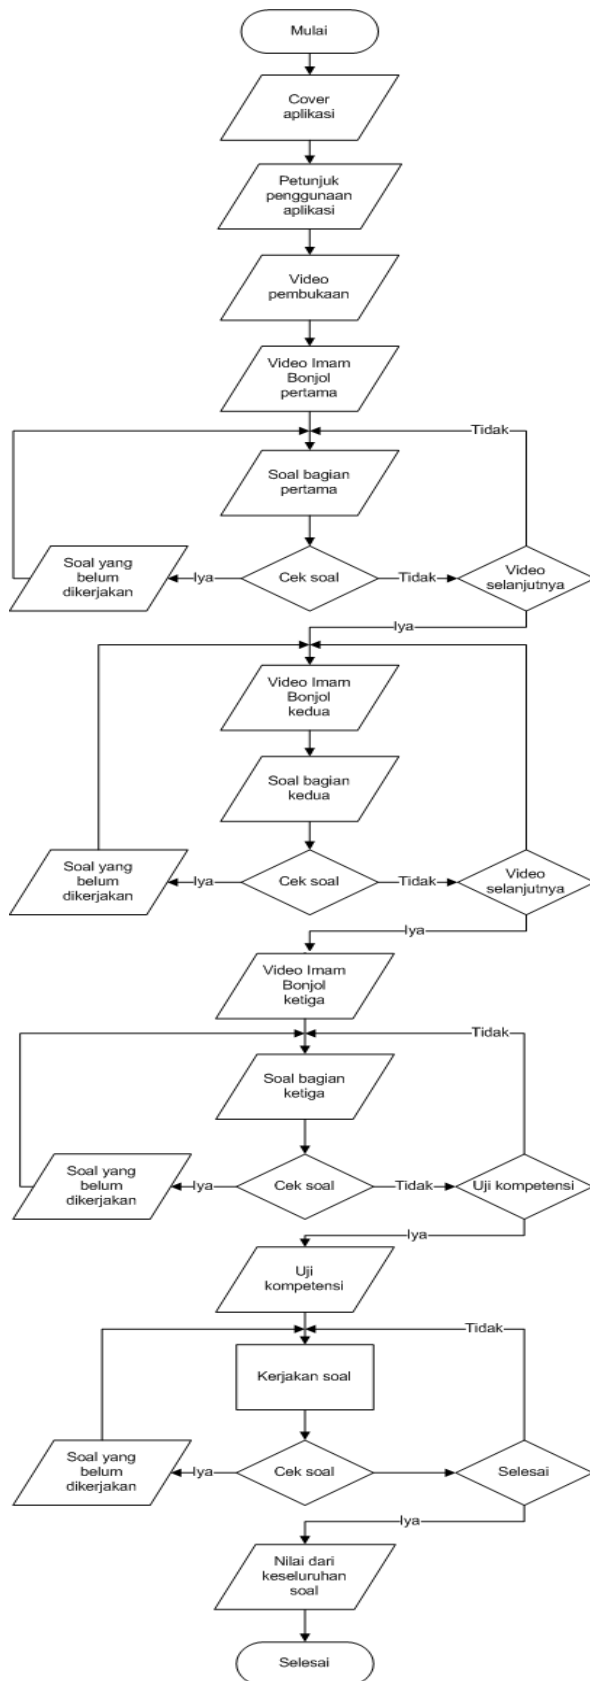 Mulai
Cover
aplikasi
Petunjuk
penggunaan
aplikasi
Video
pembukaan
Video Imam
Bonjol
pertama
Tidak
Soal bagian
pertama
Soal yang
belum
dikerjakan
Iya
Cek soal
Tidak
Video
selanjutnya
Iya
Video Imam
Bonjol
kedua
Soal bagian
kedua
Soal yang
belum
dikerjakan
Iya
Cek soal
Tidak
Video
selanjutnya
Iya
Video Imam
Bonjol
ketiga
Tidak
Soal bagian
ketiga
Soal yang
belum
dikerjakan
Iya
Cek soal
Tidak
Uji kompetensi
Iya
Uji
kompetensi
Tidak
Kerjakan soal
Soal yang
belum
dikerjakan
Iya
Cek soal
Selesai
Iya
Nilai dari
keseluruhan
soal
Selesai